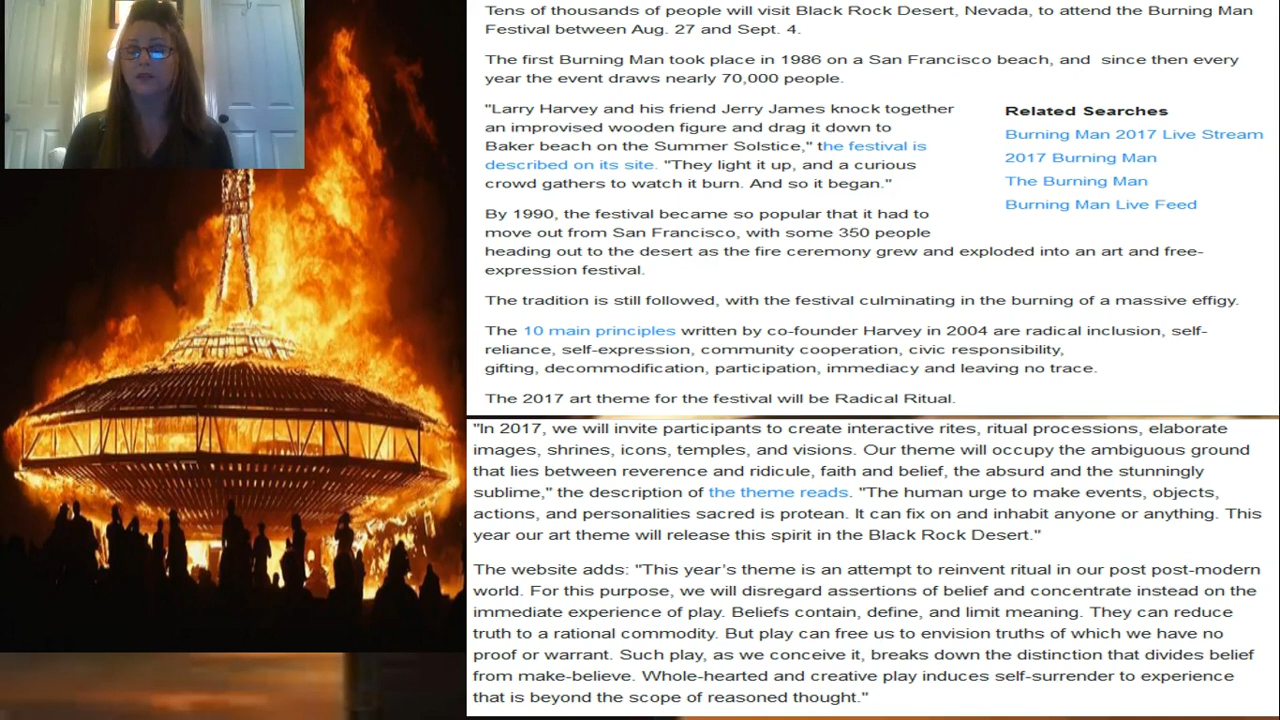 Tens of thousands of people will visit Black Rock Desert, Nevada, to attend the Burning Man
Festival between Aug. 27 and Sept. 4.
The first Burning Man took place in 1986 on a San Francisco beach, and since then every
year the event draws nearly 70,000 people.
"Larry Harvey and his friend Jerry James knock together
an improvised wooden figure and drag it down to
Baker beach on the Summer Solstice," the festival is
described on its site. "They light it up, and a curious
crowd gathers to watch it burn. And so it began."
Related Searches
Burning Man 2017 Live Stream
2017 Burning Man
The Burning Man
Burning Man Live Feed
By 1990, the festival became so popular that it had to
move out from San Francisco, with some 350 people
heading out to the desert as the fire ceremony grew and exploded into an art and free-
expression festival.
The tradition is still followed, with the festival culminating in the burning of a massive effigy.
The 10 main principles written by co-founder Harvey in 2004 are radical inclusion, self-
reliance, self-expression, community cooperation, civic responsibility,
gifting, decommodification, participation, immediacy and leaving no trace.
The 2017 art theme for the festival will be Radical Ritual.
"In 2017, we will invite participants to create interactive rites, ritual processions, elaborate
images, shrines, icons, temples, and visions. Our theme will occupy the ambiguous ground
that lies between reverence and ridicule, faith and belief, the absurd and the stunningly
sublime," the description of the theme reads. "The human urge to make events, objects,
actions, and personalities sacred is protean. It can fix on and inhabit anyone or anything. This
year our art theme will release this spirit in the Black Rock Desert."
The website adds: "This year's theme is an attempt to reinvent ritual in our post post-modern
world. For this purpose, we will disregard assertions of belief and concentrate instead on the
immediate experience of play. Beliefs contain, define, and limit meaning. They can reduce
truth to a rational commodity. But play can free us to envision truths of which we have no
proof or warrant. Such play, as we conceive it, breaks down the distinction that divides belief
from make-believe. Whole-hearted and creative play induces self-surrender to experience
that is beyond the scope of reasoned thought."